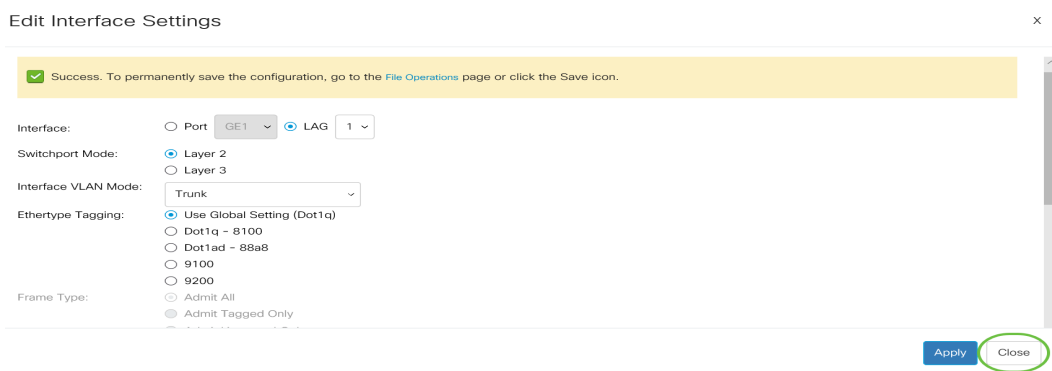 Edit Interface Settings
Success. To permanently save the configuration, go to the File Operations page or click the Save icon.
Interface: Port GE1 LAG 1
Switchport Mode: Layer 2
Layer 3
Interface VLAN Mode: Trunk
Ethertype Tagging: Use Global Setting (Dot1q)
Dot1q - 8100
Dot1ad - 88a8
9100
9200
Frame Type: Admit All
Admit Tagged Only
Apply Close